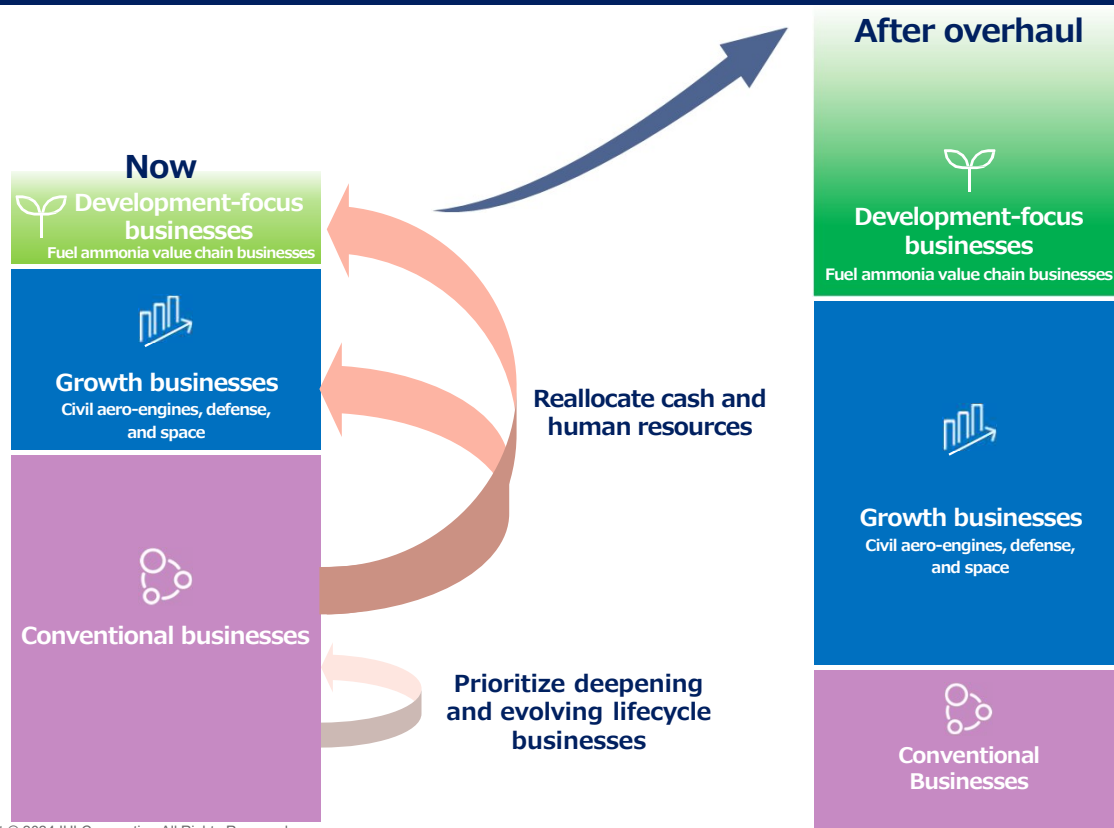 After overhaul
Now
Development-focus
businesses
Fuel ammonia value chain businesses
Growth businesses
Civil aero-engines, defense,
and space
Conventional businesses
Reallocate cash and
human resources
Prioritize deepening
and evolving lifecycle
businesses
Development-focus
businesses
Fuel ammonia value chain businesses
Growth businesses
Civil aero-engines, defense,
and space
Conventional
Businesses